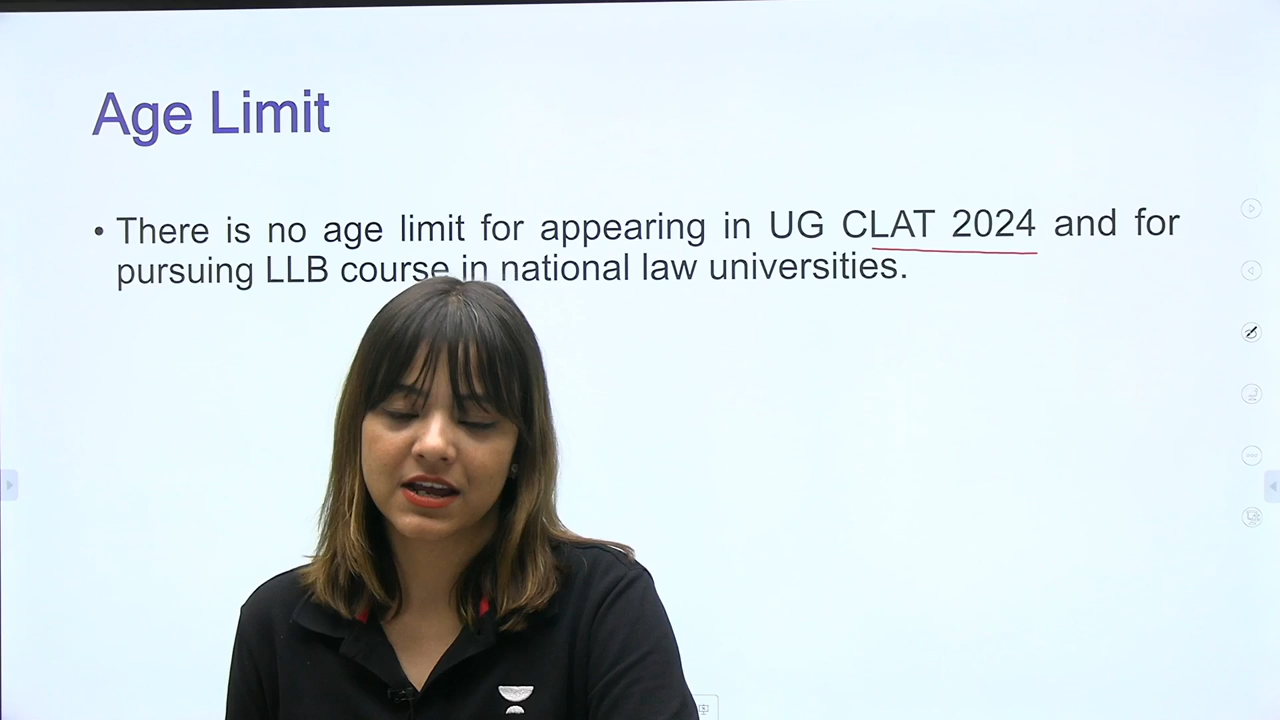 Age Limit
• There is no age limit for appearing in UG CLAT 2024 and for
pursuing LLB course in national law universities.